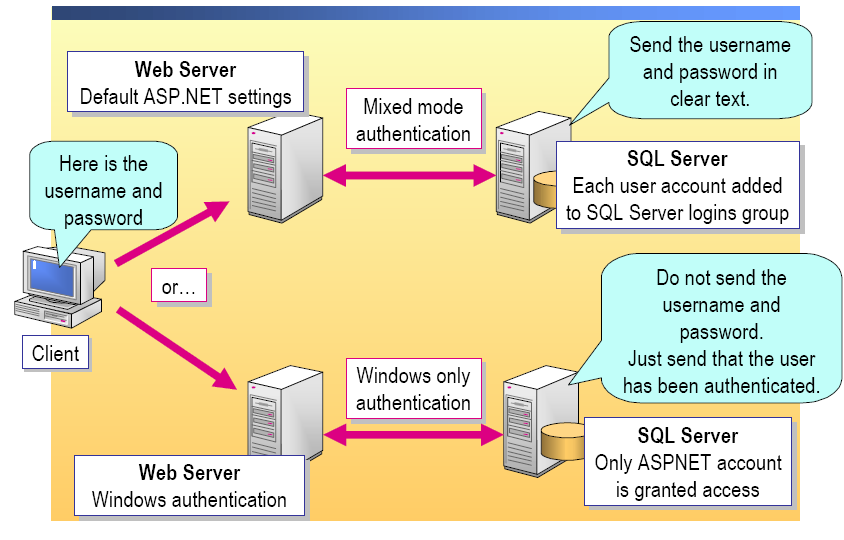 Web Server
Default ASP.NET settings
Mixed mode
authentication
Send the username
and password in
clear text.
SQL Server
Each user account added
to SQL Server logins group
Here is the
username and
password
Client
or…
Web Server
Windows authentication
Windows only
authentication
Do not send the
username and
password.
Just send that the user
has been authenticated.
SQL Server
Only ASPNET account
is granted access